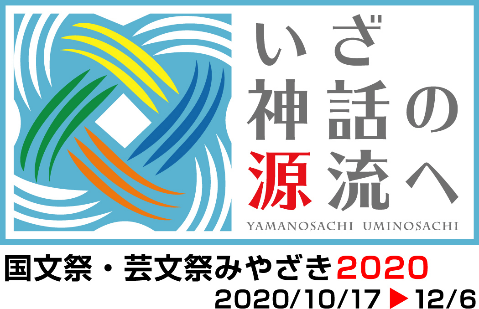 いざ
神話の
源流へ
YAMANOSACHI UMINOSACHI
国文祭・芸文祭みやざき2020
2020/10/17▶12/6